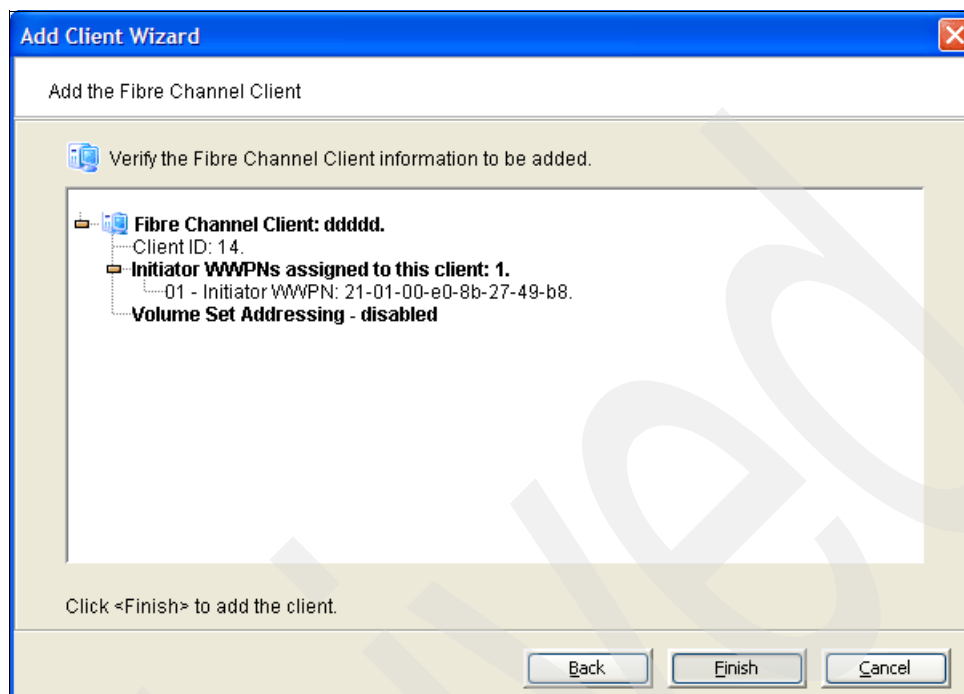 Add Client Wizard
Add the Fibre Channel Client
Verify the Fibre Channel Client information to be added.
Fibre Channel Client: ddddd.
Client ID: 14.
Initiator WWPNs assigned to this client: 1.
01 - Initiator WWPN: 21-01-00-e0-8b-27-49-b8.
Volume Set Addressing - disabled
Click <Finish> to add the client.
Back Finish Cancel